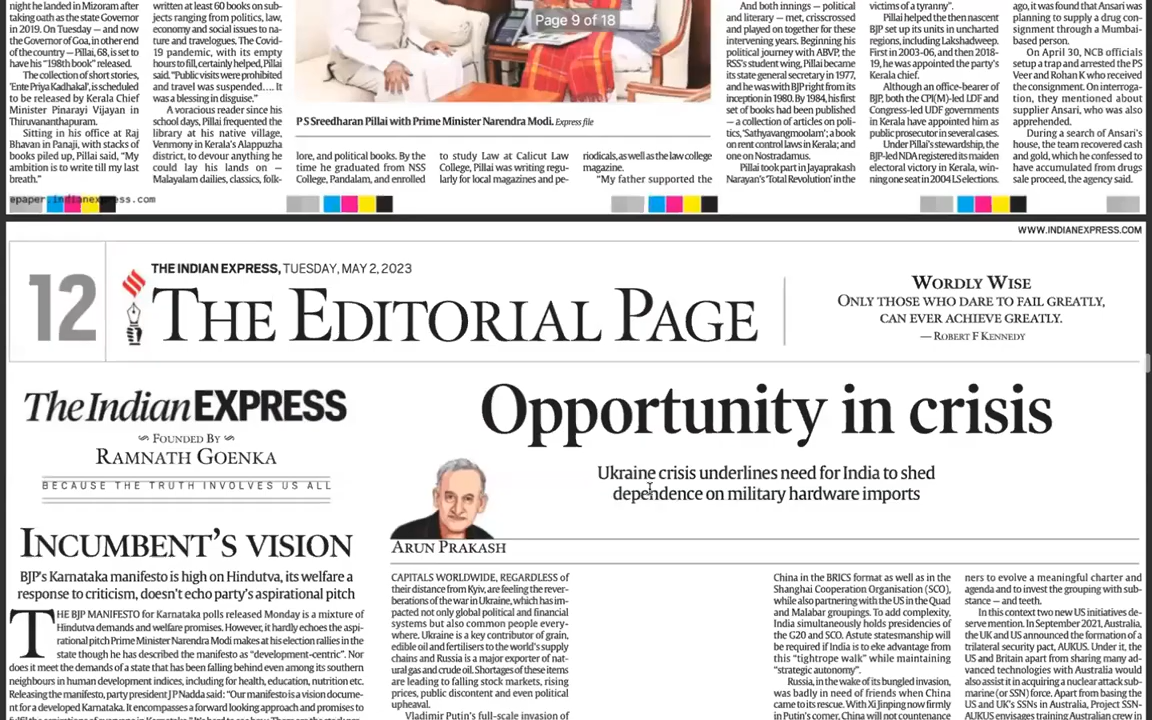 night he landed in Mizoram after
taking oath as the state Governor
in 2019. On Tuesday — and now
the Governor of Goa, in other end
of the country — Pillai, 68, is set to
have his "198th book" released.
The collection of short stories,
'Ente Priya Kadhakal', is scheduled
to be released by Kerala Chief
Minister Pinarayi Vijayan in
Thiruvananthapuram.
Sitting in his office at Raj
Bhavan in Panaji, with stacks of
books piled up, Pillai said, "My
ambition is to write till my last
breath."
written at least 60 books on sub-
jects ranging from politics, law,
economy and social issues to na-
ture and travelogues. The Covid-
19 pandemic, with its empty
hours to fill, certainly helped, Pillai
said. "Public visits were prohibited
and travel was suspended.... It
was a blessing in disguise."
A voracious reader since his
school days, Pillai frequented the
library at his native village,
Venmony in Kerala's Alappuzha
district, to devour anything he
could lay his lands on —
Malayalam dailies, classics, folk-
Page 9 of 18
P S Sreedharan Pillai with Prime Minister Narendra Modi. Express file
lore, and political books. By the
time he graduated from NSS
College, Pandalam, and enrolled
to study Law at Calicut Law
College, Pillai was writing regu-
larly for local magazines and pe-
riodicals, as well as the law college
magazine.
"My father supported the
And both innings — political
and literary — met, crisscrossed
and played on together for these
intervening years. Beginning his
political journey with ABVP, the
RSS's student wing, Pillai became
its state general secretary in 1977,
and he was with BJP right from its
inception in 1980. By 1984, his first
set of books had been published
— a collection of articles on poli-
tics, 'Sathyavangmoolam'; a book
on rent control laws in Kerala; and
one on Nostradamus.
Pillai took part in Jayaprakash
Narayan's 'Total Revolution' in the
victims of a tyranny".
Pillai helped the then nascent
BJP set up its units in uncharted
regions, including Lakshadweep.
First in 2003-06, and then 2018-
19, he was appointed the party's
Kerala chief.
Although an office-bearer of
BJP, both the CPI(M)-led LDF and
Congress-led UDF governments
in Kerala have appointed him as
public prosecutor in several cases.
Under Pillai's stewardship, the
BJP-led NDA registered its maiden
electoral victory in Kerala, win-
ning one seat in 2004 LS elections.
ago, it was found that Ansari was
planning to supply a drug con-
signment through a Mumbai-
based person.
On April 30, NCB officials
setup a trap and arrested the PS
Veer and Rohan K who received
the consignment. On interroga-
tion, they mentioned about
supplier Ansari, who was also
apprehended.
During a search of Ansari's
house, the team recovered cash
and gold, which he confessed to
have accumulated from drugs
sale proceed, the agency said.
epaper.indianexpress.com
WWW.INDIANEXPRESS.COM
12
THE INDIAN EXPRESS, TUESDAY, MAY 2, 2023
THE EDITORIAL PAGE
WORDLY WISE
ONLY THOSE WHO DARE TO FAIL GREATLY,
CAN EVER ACHIEVE GREATLY.
— ROBERT F KENNEDY
The Indian EXPRESS
FOUNDED BY
RAMNATH GOENKA
BECAUSE THE TRUTH INVOLVES US ALL
INCUMBENT'S VISION
BJP's Karnataka manifesto is high on Hindutva, its welfare a
response to criticism, doesn't echo party's aspirational pitch
THE BJP MANIFESTO for Karnataka polls released Monday is a mixture of
Hindutva demands and welfare promises. However, it hardly echoes the aspi-
rational pitch Prime Minister Narendra Modi makes at his election rallies in the
state though he has described the manifesto as "development-centric". Nor
does it meet the demands of a state that has been falling behind even among its southern
neighbours in human development indices, including for health, education, nutrition etc.
Releasing the manifesto, party president J P Nadda said: "Our manifesto is a vision docume-
nt for a developed Karnataka. It encompasses a forward looking approach and promises to
Opportunity in crisis
Ukraine crisis underlines need for India to shed
dependence on military hardware imports
ARUN PRAKASH
CAPITALS WORLDWIDE, REGARDLESS of
their distance from Kyiv, are feeling the rever-
berations of the war in Ukraine, which has im-
pacted not only global political and financial
systems but also common people every-
where. Ukraine is a key contributor of grain,
edible oil and fertilisers to the world's supply
chains and Russia is a major exporter of nat-
ural gas and crude oil. Shortages of these items
are leading to falling stock markets, rising
prices, public discontent and even political
upheaval.
Vladimir Putin's full-scale invasion of
China in the BRICS format as well as in the
Shanghai Cooperation Organisation (SCO),
while also partnering with the US in the Quad
and Malabar groupings. To add complexity,
India simultaneously holds presidencies of
the G20 and SCO. Astute statesmanship will
be required if India is to eke advantage from
this "tightrope walk" while maintaining
"strategic autonomy".
Russia, in the wake of its bungled invasion,
was badly in need of friends when China
came to its rescue. With Xi Jinping now firmly
in Putin's corner, China will not countenance
ners to evolve a meaningful charter and
agenda and to invest the grouping with sub-
stance — and teeth.
In this context two new US initiatives de-
serve mention. In September 2021, Australia,
the UK and US announced the formation of a
trilateral security pact, AUKUS. Under it, the
US and Britain apart from sharing many ad-
vanced technologies with Australia would
also assist it in acquiring a nuclear attack sub-
marine (or SSN) force. Apart from basing the
US and UK's SSNs in Australia, Project SSN-
AUKUS envisages training Australian crew in